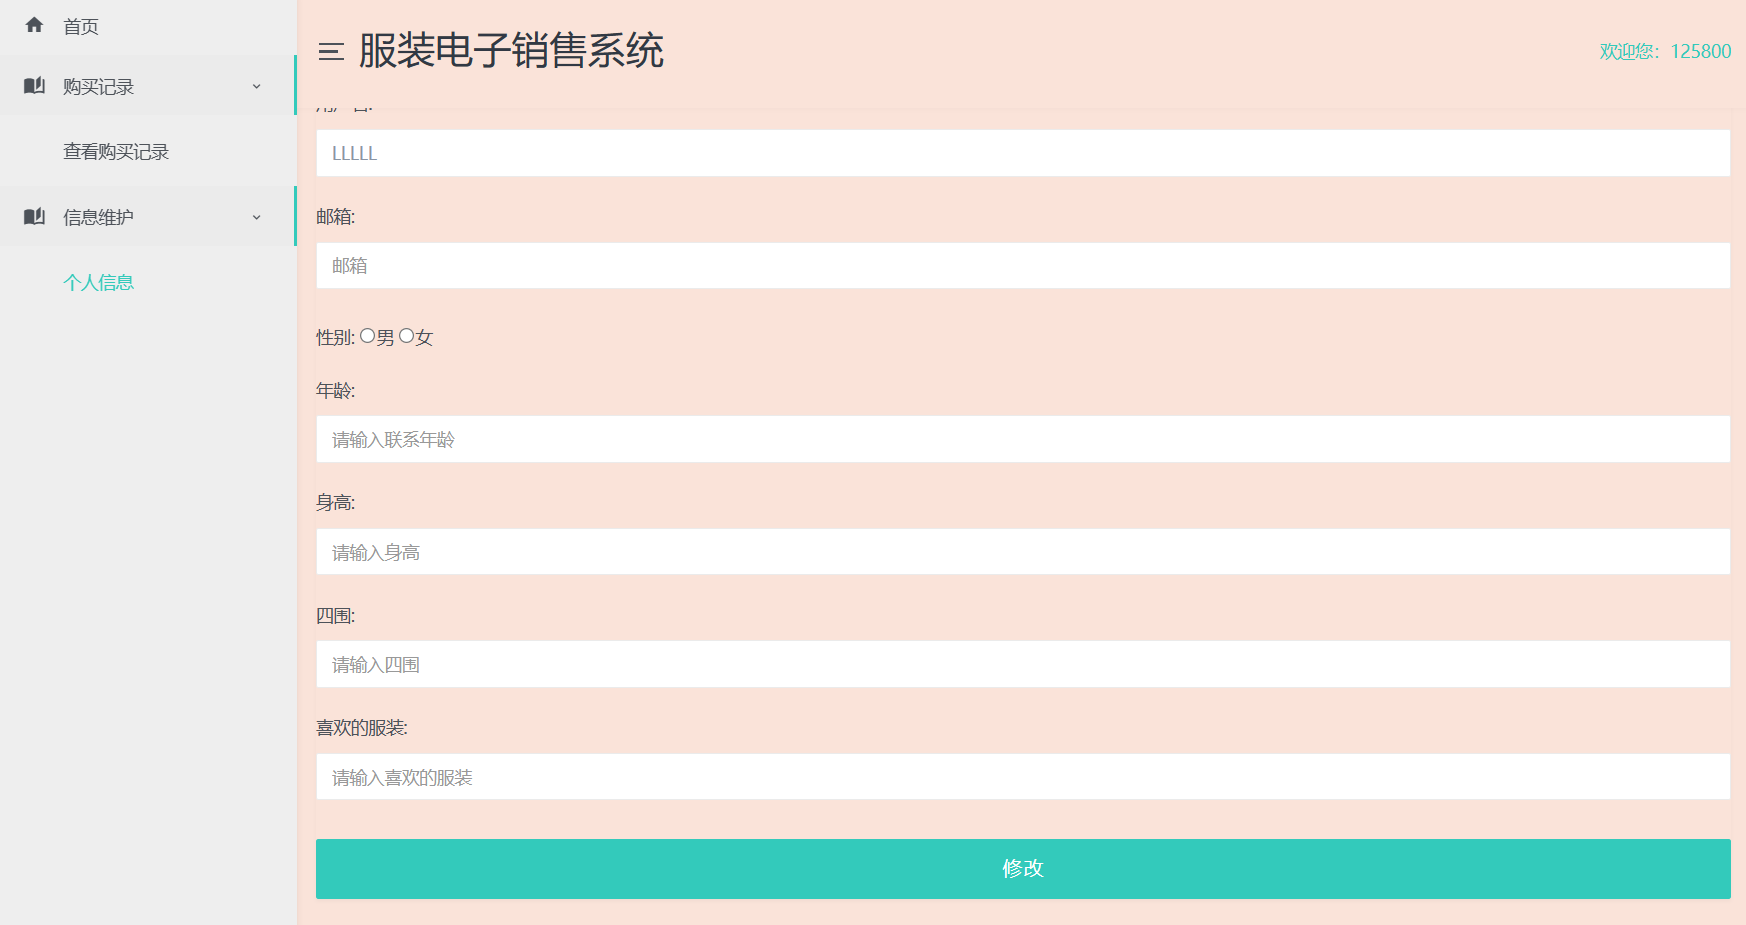 首页
购买记录
查看购买记录
信息维护
个人信息
服装电子销售系统
欢迎您：125800
LLLLL
邮箱:
邮箱
性别: 男 女
年龄:
请输入联系年龄
身高:
请输入身高
四围:
请输入四围
喜欢的服装:
请输入喜欢的服装
修改